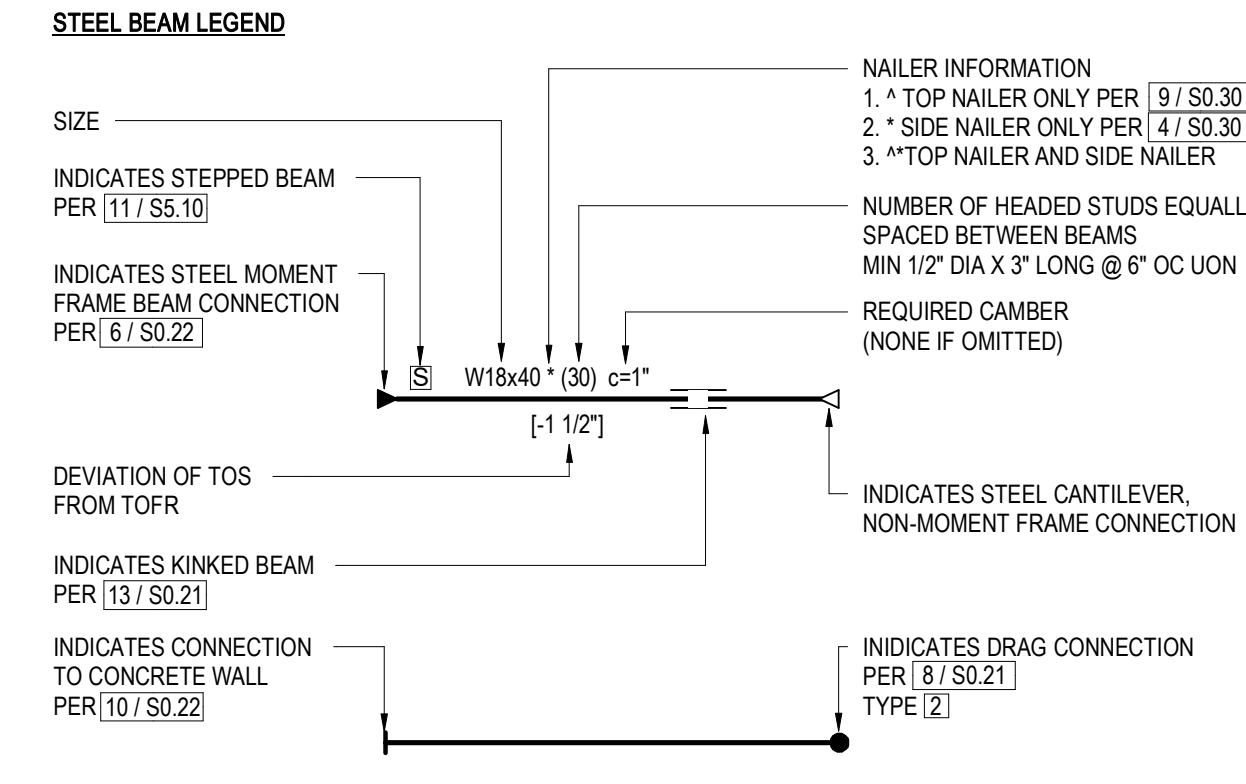 STEEL BEAM LEGEND
SIZE
INDICATES STEPPED BEAM
PER 11 / S5.10
INDICATES STEEL MOMENT
FRAME BEAM CONNECTION
PER 6 / S0.22
NAILER INFORMATION
1. ^ TOP NAILER ONLY PER 9 / S0.30
2. * SIDE NAILER ONLY PER 4 / S0.30
3. ^*TOP NAILER AND SIDE NAILER
NUMBER OF HEADED STUDS EQUALL
SPACED BETWEEN BEAMS
MIN 1/2" DIA X 3" LONG @ 6" OC UON
REQUIRED CAMBER
(NONE IF OMITTED)
S W18x40 * (30) c=1"
[-1 1/2"]
DEVIATION OF TOS
FROM TOFR
INDICATES STEEL CANTILEVER,
NON-MOMENT FRAME CONNECTION
INDICATES KINKED BEAM
PER 13 / S0.21
INDICATES CONNECTION
TO CONCRETE WALL
PER 10 / S0.22
INIDICATES DRAG CONNECTION
PER 8 / S0.21
TYPE 2